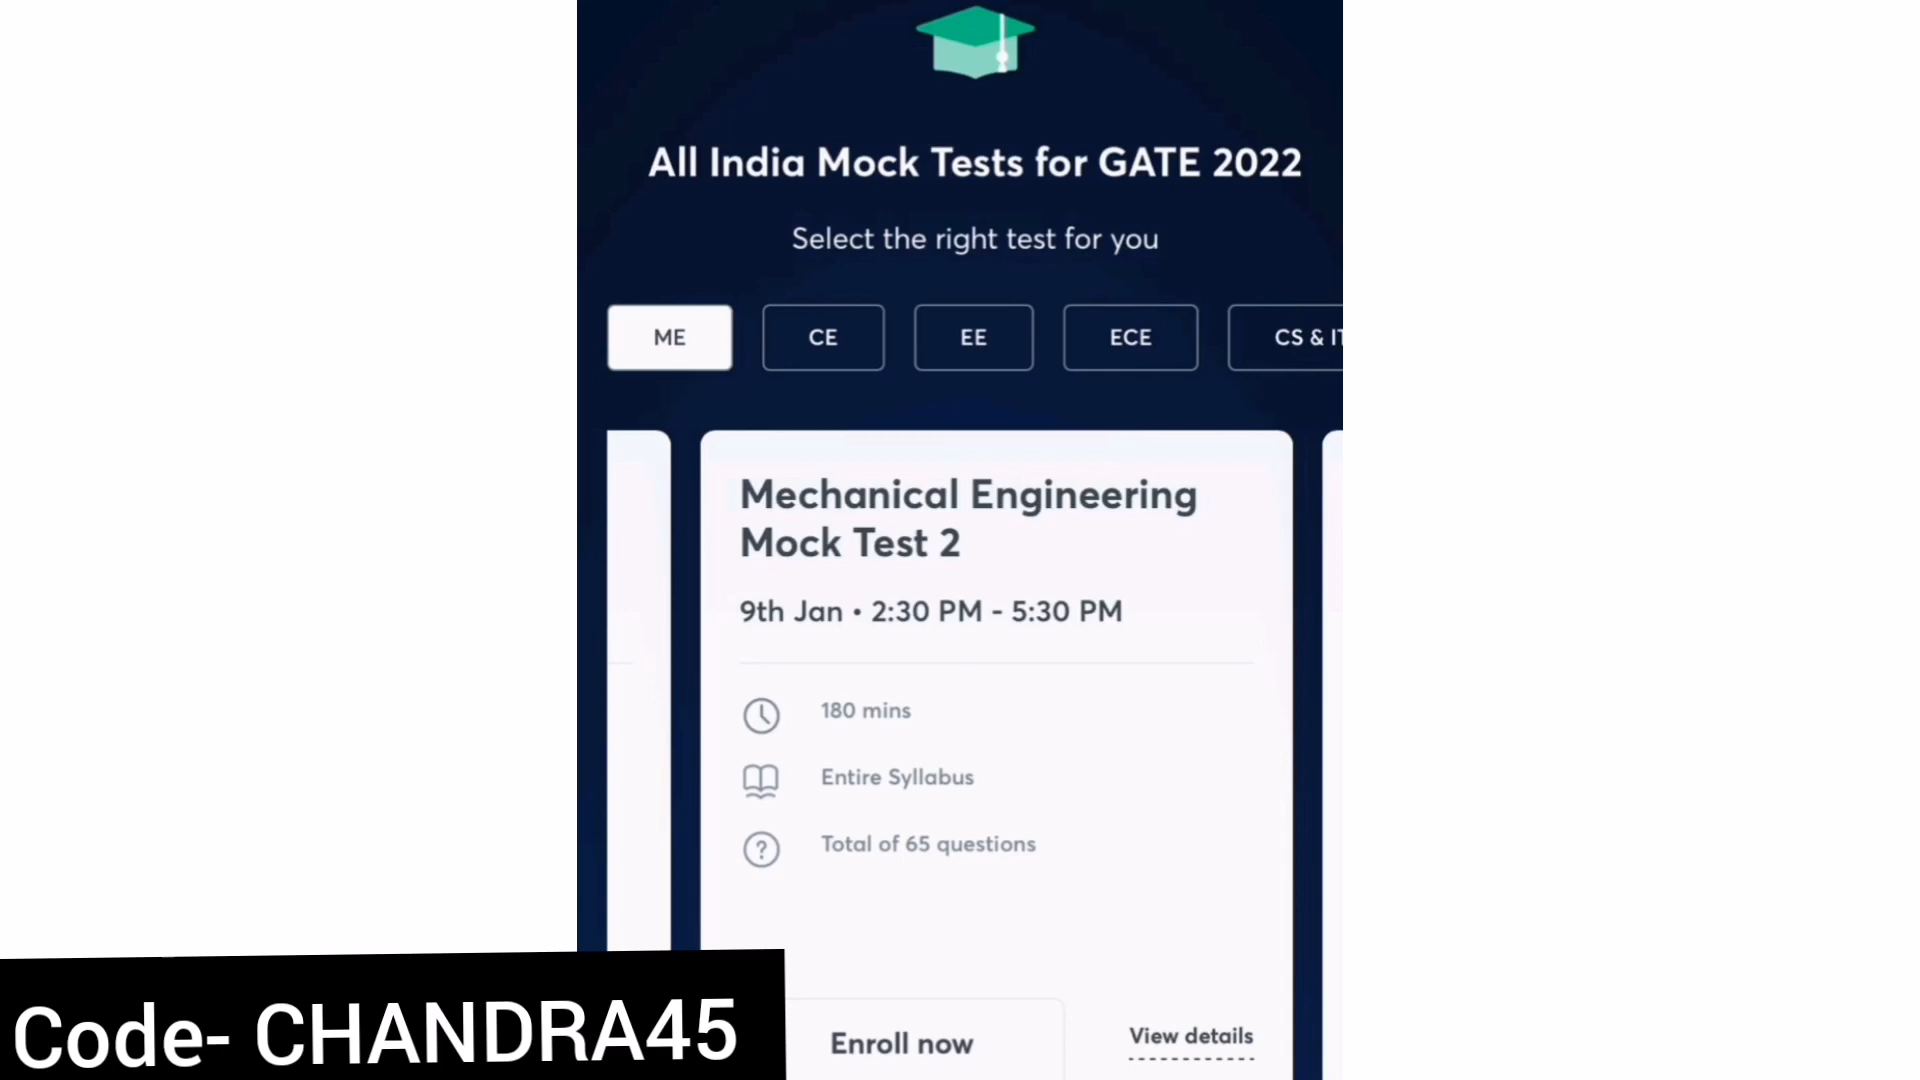 All India Mock Tests for GATE 2022
Select the right test for you
ME CE EE ECE CS & IT
Mechanical Engineering
Mock Test 2
9th Jan • 2:30 PM - 5:30 PM
180 mins
Entire Syllabus
Total of 65 questions
Enroll now View details
Code- CHANDRA45